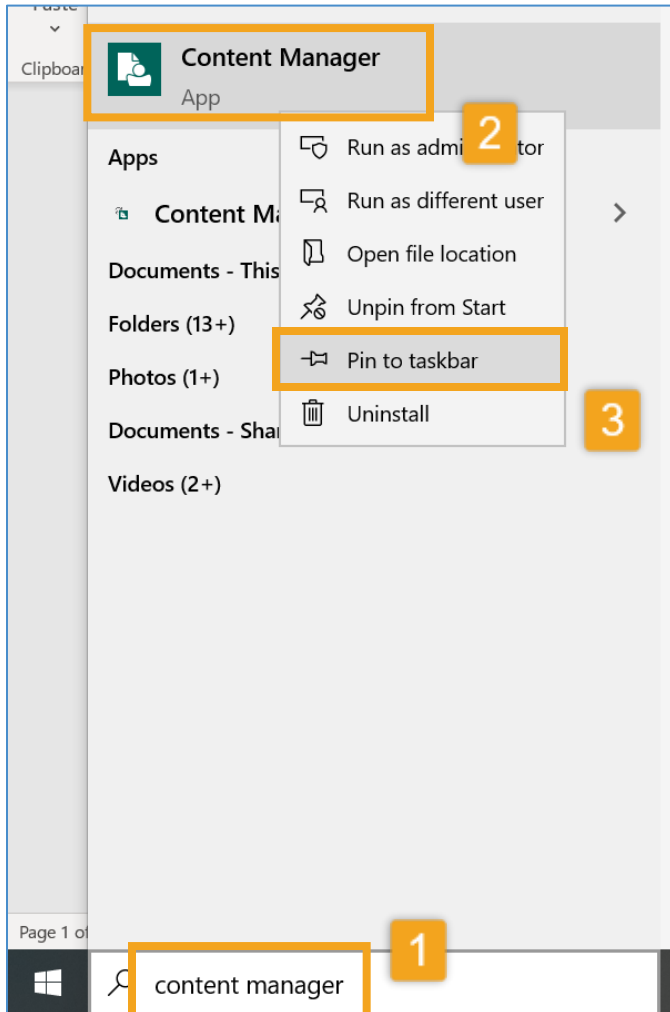 Paste
Clipboar
Content Manager
App
2
Run as admi tor
Apps
Run as different user
Content Ma
Open file location
Documents - This
Unpin from Start
Folders (13+)
Pin to taskbar
Photos (1+)
Uninstall
3
Documents - Shar
Videos (2+)
Page 1 of
1
content manager